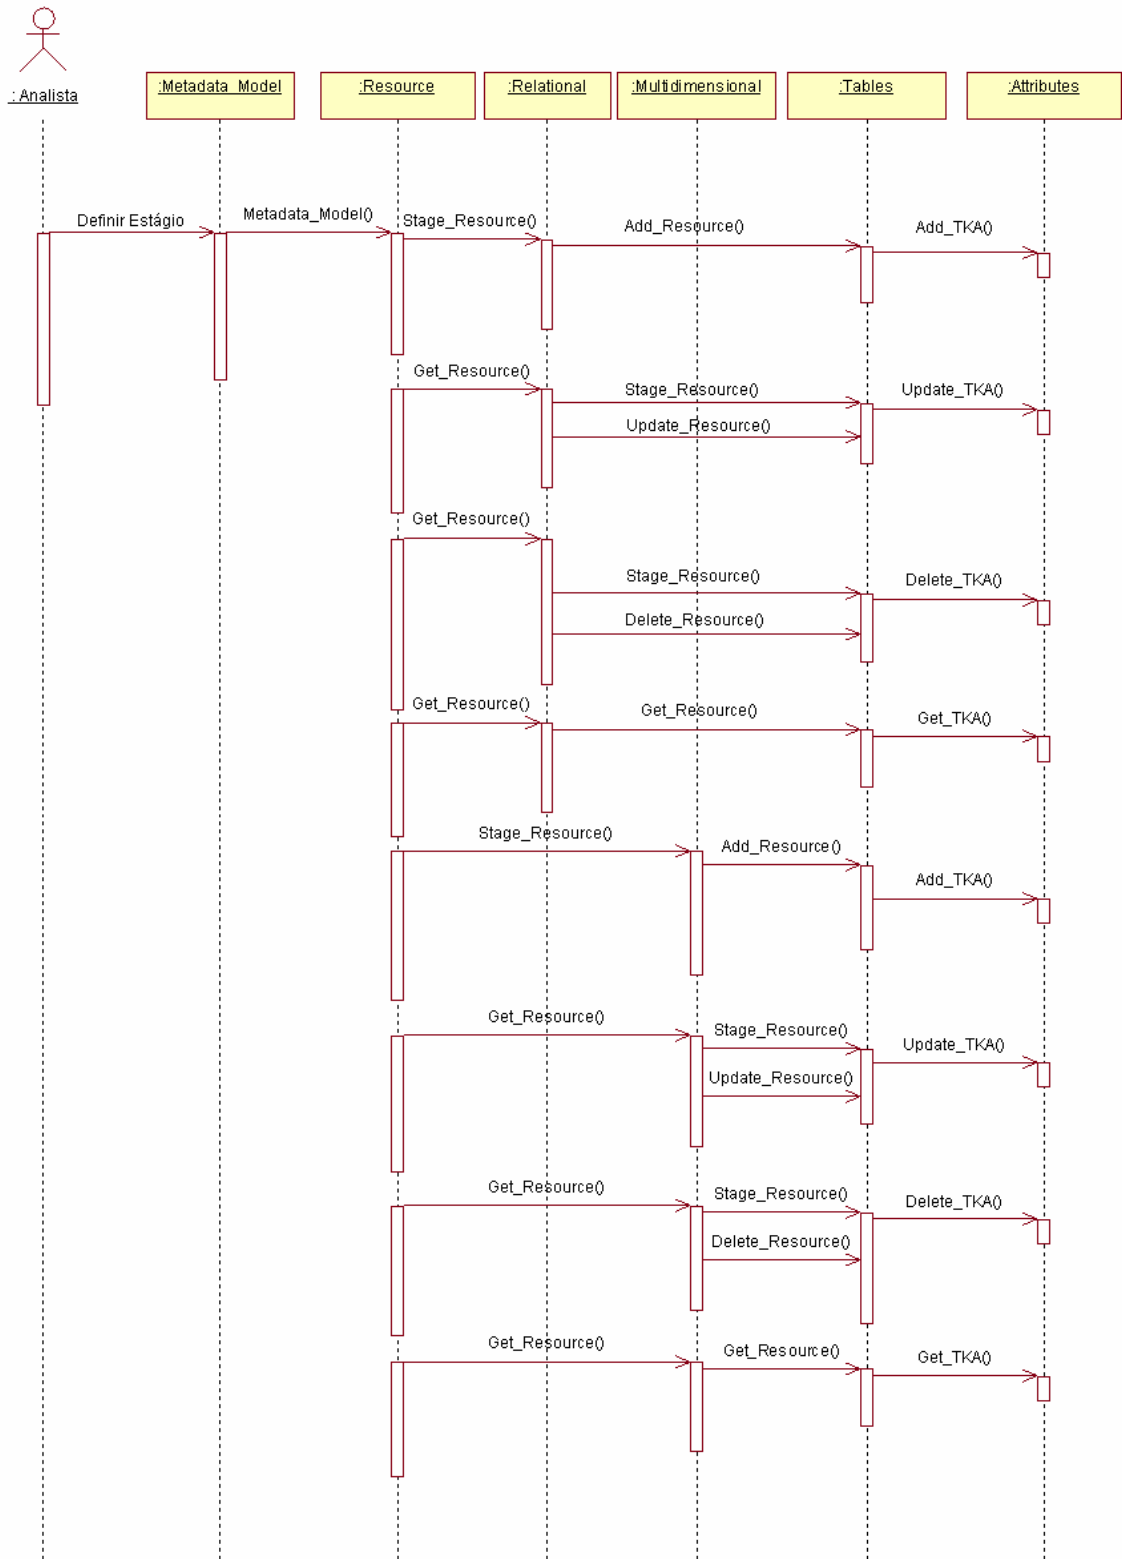 : Analista
:Metadata_Model
:Resource
:Relational
:Multidimensional
:Tables
:Attributes
Definir Estágio
Metadata_Model()
Stage_Resource()
Add_Resource()
Add_TKA()
Get_Resource()
Stage_Resource()
Update_TKA()
Update_Resource()
Get_Resource()
Stage_Resource()
Delete_TKA()
Delete_Resource()
Get_Resource()
Get_Resource()
Get_TKA()
Stage_Resource()
Add_Resource()
Add_TKA()
Get_Resource()
Stage_Resource()
Update_TKA()
Update_Resource()
Get_Resource()
Stage_Resource()
Delete_TKA()
Delete_Resource()
Get_Resource()
Get_Resource()
Get_TKA()